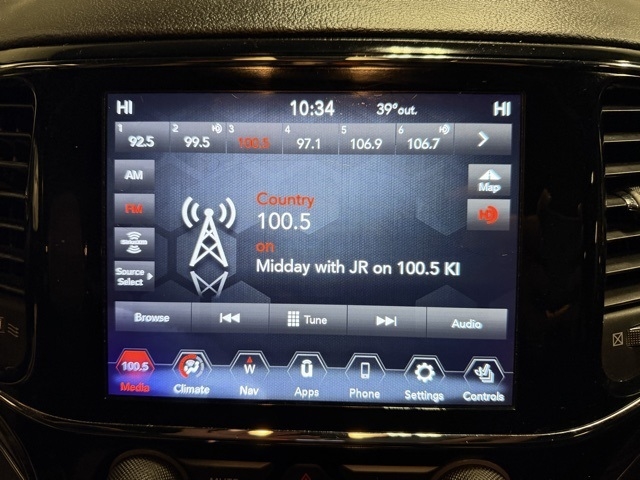 HI 10:34 39° out. HI
1 92.5 2 99.5 3 100.5 4 97.1 5 106.9 6 106.7
AM
Map
FM
Country
100.5
on
Midday with JR on 100.5 KI
Source
Select
Browse Tune Audio
100.5 W
Media Climate Nav Apps Phone Settings Controls